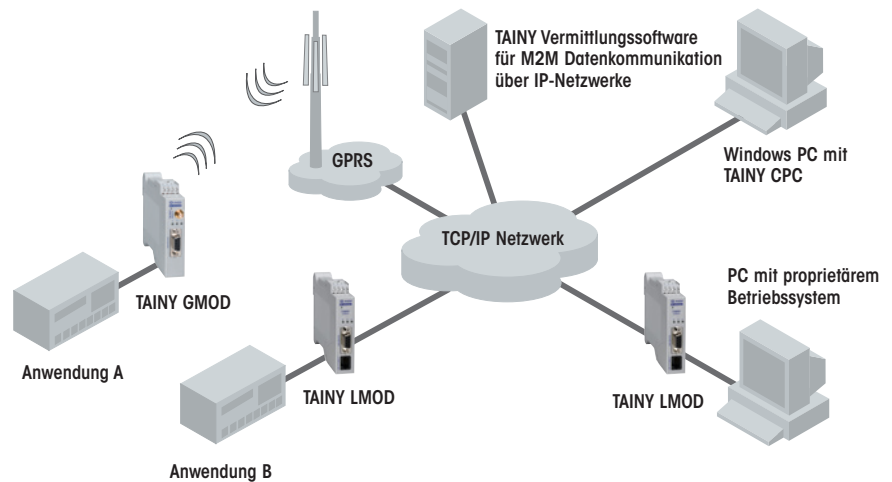 TAINY Vermittlungssoftware
für M2M Datenkommunikation
über IP-Netzwerke
Windows PC mit
TAINY CPC
GPRS
TCP/IP Netzwerk
PC mit proprietärem
Betriebssystem
TAINY GMOD
Anwendung A
TAINY LMOD
TAINY LMOD
Anwendung B